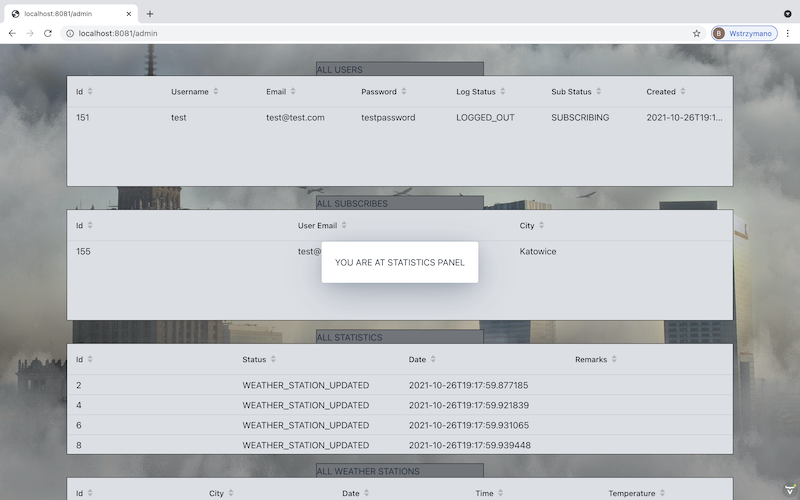 localhost:8081/admin
localhost:8081/admin
B Wstrzymano
ALL USERS
Id Username Email Password Log Status Sub Status Created
151 test test@test.com testpassword LOGGED_OUT SUBSCRIBING 2021-10-26T19:1...
ALL SUBSCRIBES
Id User Email City
155 test@ Katowice
YOU ARE AT STATISTICS PANEL
ALL STATISTICS
Id Status Date Remarks
2 WEATHER_STATION_UPDATED 2021-10-26T19:17:59.877185
4 WEATHER_STATION_UPDATED 2021-10-26T19:17:59.921839
6 WEATHER_STATION_UPDATED 2021-10-26T19:17:59.931065
8 WEATHER_STATION_UPDATED 2021-10-26T19:17:59.939448
ALL WEATHER STATIONS
Id City Date Time Temperature